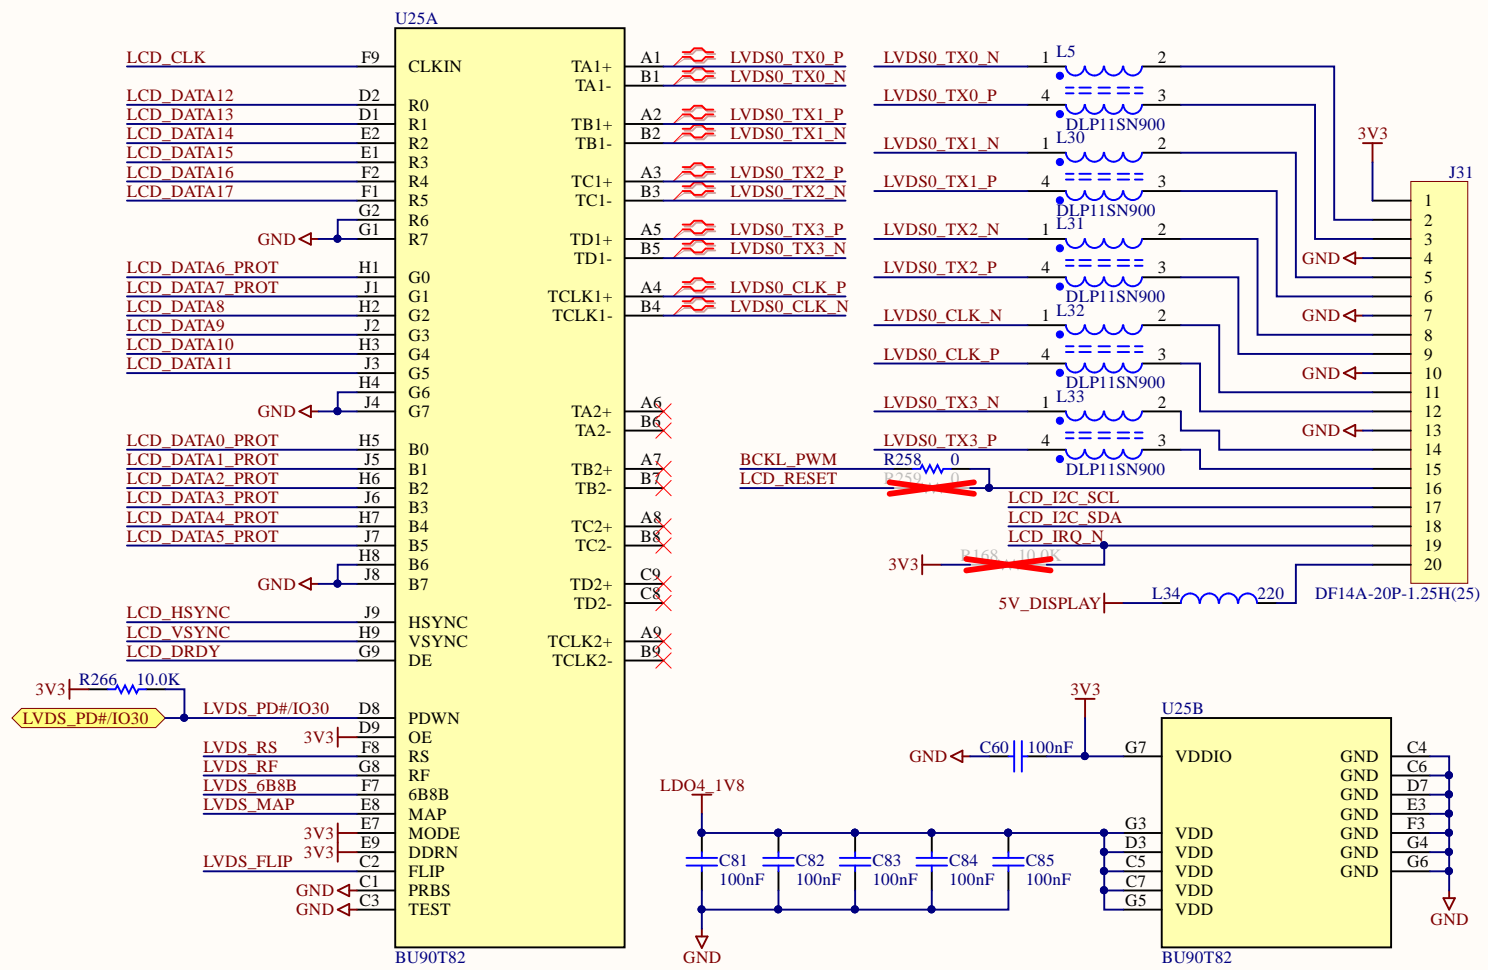 U25A
LCD_CLK F9 CLKIN
LCD_DATA12 D2 R0
LCD_DATA13 D1 R1
LCD_DATA14 E2 R2
LCD_DATA15 E1 R3
LCD_DATA16 F2 R4
LCD_DATA17 F1 R5
G2 R6
GND G1 R7
LCD_DATA6_PROT H1 G0
LCD_DATA7_PROT J1 G1
LCD_DATA8 H2 G2
LCD_DATA9 J2 G3
LCD_DATA10 H3 G4
LCD_DATA11 J3 G5
H4 G6
GND J4 G7
LCD_DATA0_PROT H5 B0
LCD_DATA1_PROT J5 B1
LCD_DATA2_PROT H6 B2
LCD_DATA3_PROT J6 B3
LCD_DATA4_PROT H7 B4
LCD_DATA5_PROT J7 B5
H8 B6
GND J8 B7
LCD_HSYNC J9 HSYNC
LCD_VSYNC H9 VSYNC
LCD_DRDY G9 DE
3V3 R266 10.0K
LVDS_PD#/IO30 LVDS_PD#/IO30 D8 PDWN
3V3 D9 OE
LVDS_RS F8 RS
LVDS_RF G8 RF
LVDS_6B8B F7 6B8B
LVDS_MAP E8 MAP
3V3 E7 MODE
3V3 E9 DDRN
LVDS_FLIP C2 FLIP
GND C1 PRBS
GND C3 TEST
BU90T82
TA1+ A1 LVDS0_TX0_P
TA1- B1 LVDS0_TX0_N
TB1+ A2 LVDS0_TX1_P
TB1- B2 LVDS0_TX1_N
TC1+ A3 LVDS0_TX2_P
TC1- B3 LVDS0_TX2_N
TD1+ A5 LVDS0_TX3_P
TD1- B5 LVDS0_TX3_N
TCLK1+ A4 LVDS0_CLK_P
TCLK1- B4 LVDS0_CLK_N
TA2+ A6
TA2- B6
TB2+ A7
TB2- B7
TC2+ A8
TC2- B8
TD2+ C9
TD2- C8
TCLK2+ A9
TCLK2- B9
L5
LVDS0_TX0_N 1 2
LVDS0_TX0_P 4 3
DLP11SN900
L30
LVDS0_TX1_N 1 2
LVDS0_TX1_P 4 3
DLP11SN900
L31
LVDS0_TX2_N 1 2
LVDS0_TX2_P 4 3
DLP11SN900
L32
LVDS0_CLK_N 1 2
LVDS0_CLK_P 4 3
DLP11SN900
L33
LVDS0_TX3_N 1 2
LVDS0_TX3_P 4 3
DLP11SN900
BCKL_PWM R258 0
LCD_RESET R259 0
LCD_I2C_SCL
LCD_I2C_SDA
LCD_IRQ_N
3V3 R168 10.0K
5V_DISPLAY L34 220
3V3
J31
1
2
3
GND 4
5
6
GND 7
8
9
GND 10
11
12
GND 13
14
15
16
17
18
19
20
DF14A-20P-1.25H(25)
3V3
U25B
GND C60 100nF G7 VDDIO
LDO4_1V8
C81 100nF
C82 100nF
C83 100nF
C84 100nF
C85 100nF
GND
G3 VDD
D3 VDD
C5 VDD
C7 VDD
G5 VDD
GND C4
GND C6
GND D7
GND E3
GND F3
GND G4
GND G6
GND
BU90T82